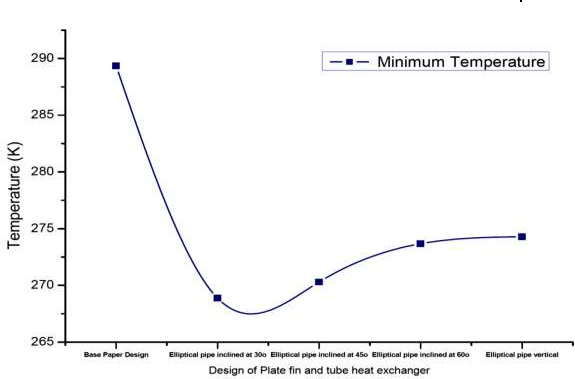 290
285
280
275
270
265
Temperature (K)
Minimum Temperature
Base Paper Design
Elliptical pipe inclined at 30o
Elliptical pipe inclined at 45o
Elliptical pipe inclined at 60o
Elliptical pipe vertical
Design of Plate fin and tube heat exchanger